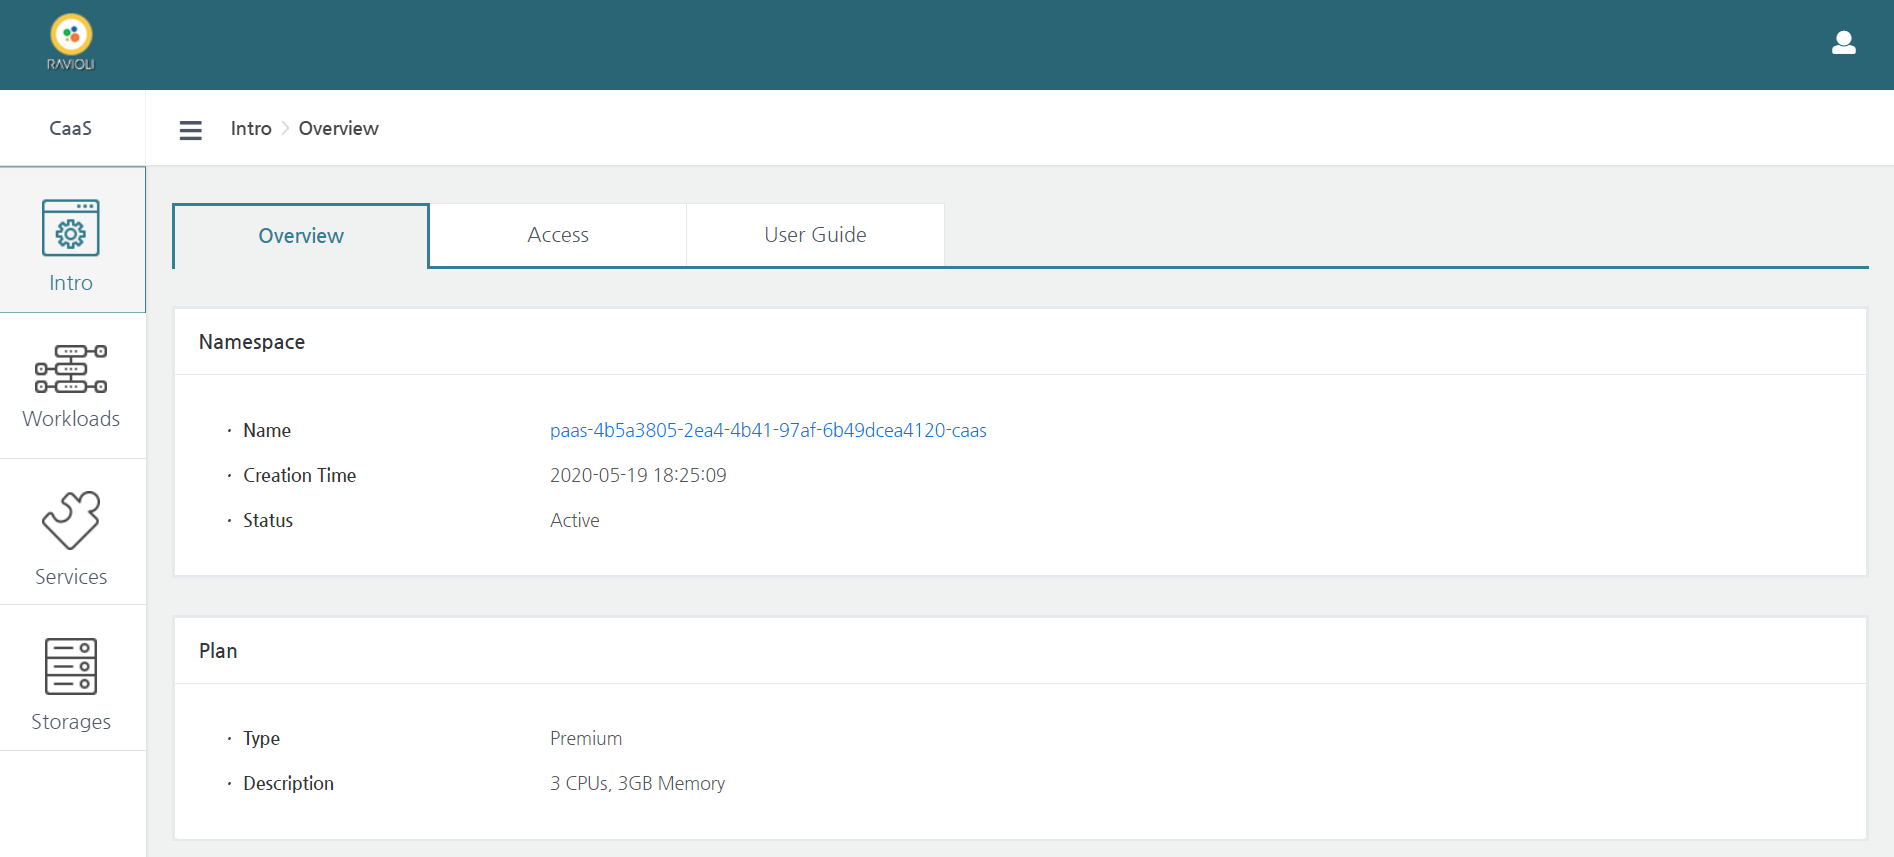 RAVIOLI
CaaS
Intro > Overview
Intro
Workloads
Services
Storages
Overview
Access
User Guide
Namespace
· Name paas-4b5a3805-2ea4-4b41-97af-6b49dcea4120-caas
· Creation Time 2020-05-19 18:25:09
· Status Active
Plan
· Type Premium
· Description 3 CPUs, 3GB Memory